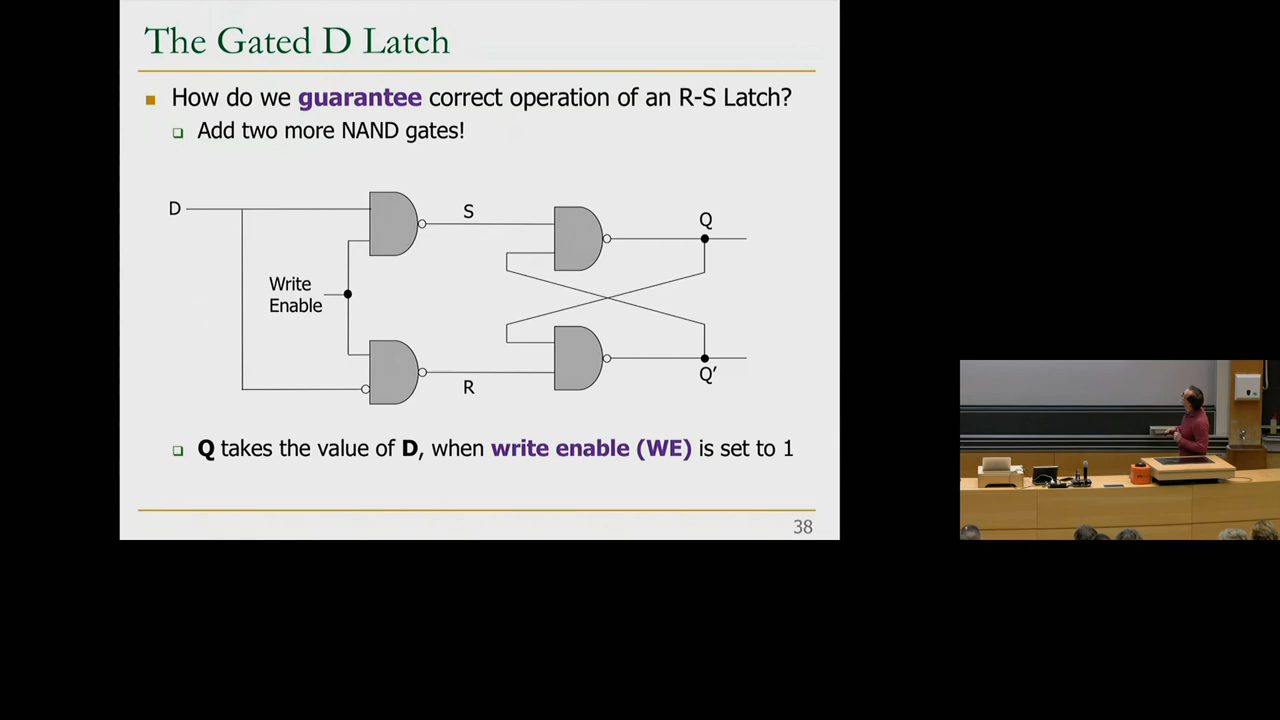 The Gated D Latch
How do we guarantee correct operation of an R-S Latch?
Add two more NAND gates!
D
S
Q
Write
Enable
R
Q′
Q takes the value of D, when write enable (WE) is set to 1
38